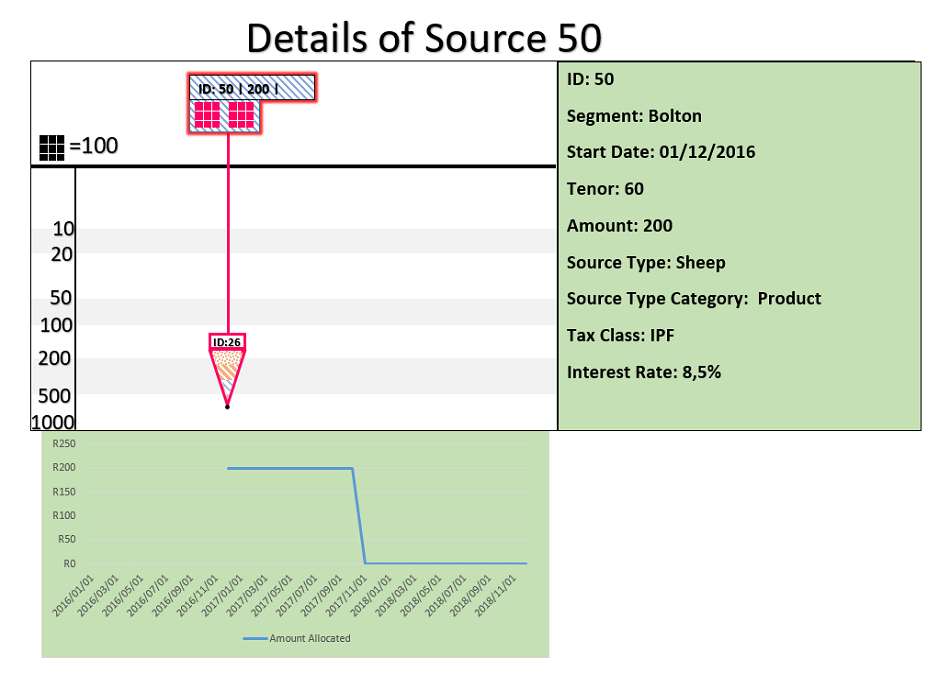 Details of Source 50
ID: 50 | 200 |
=100
10
20
50
100
200
500
1000
ID:26
ID: 50
Segment: Bolton
Start Date: 01/12/2016
Tenor: 60
Amount: 200
Source Type: Sheep
Source Type Category:  Product
Tax Class: IPF
Interest Rate: 8,5%
R250
R200
R150
R100
R50
R0
2016/01/01
2016/03/01
2016/05/01
2016/07/01
2016/09/01
2016/11/01
2017/01/01
2017/03/01
2017/05/01
2017/07/01
2017/09/01
2017/11/01
2018/01/01
2018/03/01
2018/05/01
2018/07/01
2018/09/01
2018/11/01
Amount Allocated